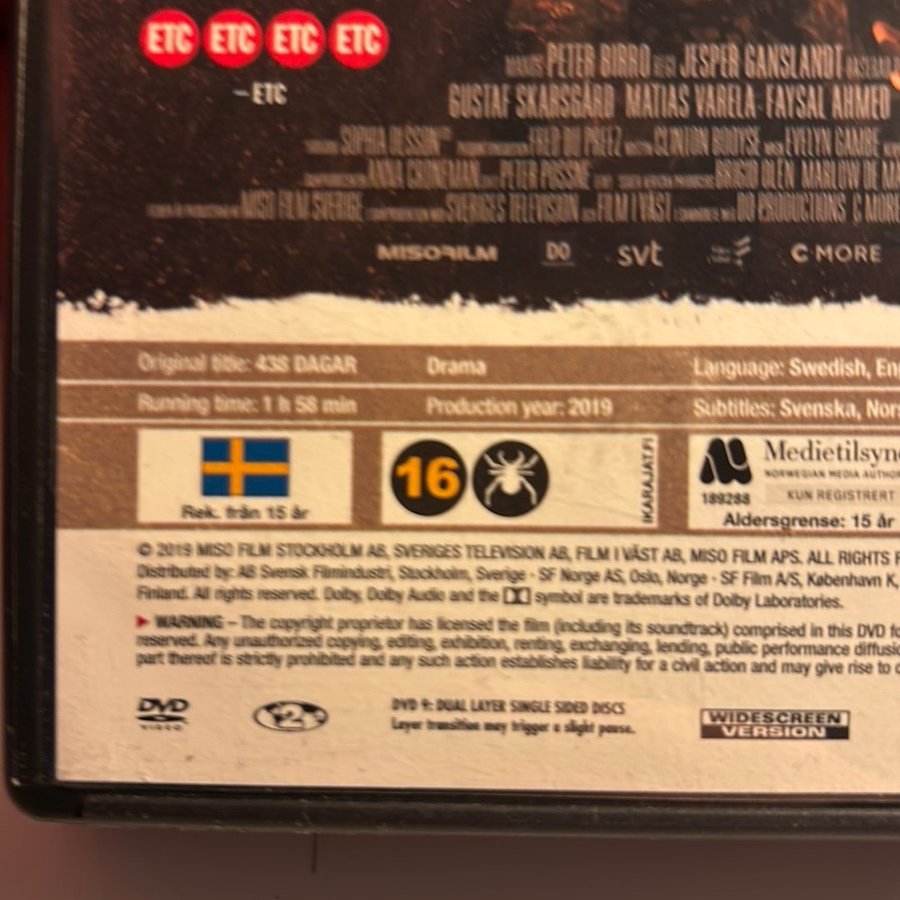 ETC ETC ETC ETC
– ETC
PETER BIRRO JESPER GANSLANDT
GUSTAF SKARSGÅRD MATIAS VARELA FAYSAL AHMED
SOPHIA OLSSON FRED DU PREEZ CLINTON BOOYSE EVELYN GAMBE
ANNA CRONEMAN PETER POSSNE BRIGID OLEN MARLOW DE
MISO FILM SVERIGE SVERIGES TELEVISION FILM I VÄST DO PRODUCTIONS C MORE
MISOFILM DO svt C MORE
Original title: 438 DAGAR Drama Language: Swedish, En
Running time: 1 h 58 min Production year: 2019 Subtitles: Svenska, Nor
Rek. från 15 år
16
IKARAJAT.FI
Medietilsyn
NORWEGIAN MEDIA AUTHOR
189288 KUN REGISTRERT
Aldersgrense: 15 år
© 2019 MISO FILM STOCKHOLM AB, SVERIGES TELEVISION AB, FILM I VÄST AB, MISO FILM APS. ALL RIGHTS
Distributed by: AB Svensk Filmindustri, Stockholm, Sverige · SF Norge AS, Oslo, Norge · SF Film A/S, København K,
Finland. All rights reserved. Dolby, Dolby Audio and the symbol are trademarks of Dolby Laboratories.
► WARNING – The copyright proprietor has licensed the film (including its soundtrack) comprised in this DVD fo
reserved. Any unauthorized copying, editing, exhibition, renting, exchanging, lending, public performance diffusi
part thereof is strictly prohibited and any such action establishes liability for a civil action and may give rise to
DVD VIDEO 2 DVD 9: DUAL LAYER SINGLE SIDED DISCS
Layer transition may trigger a slight pause.
WIDESCREEN
VERSION